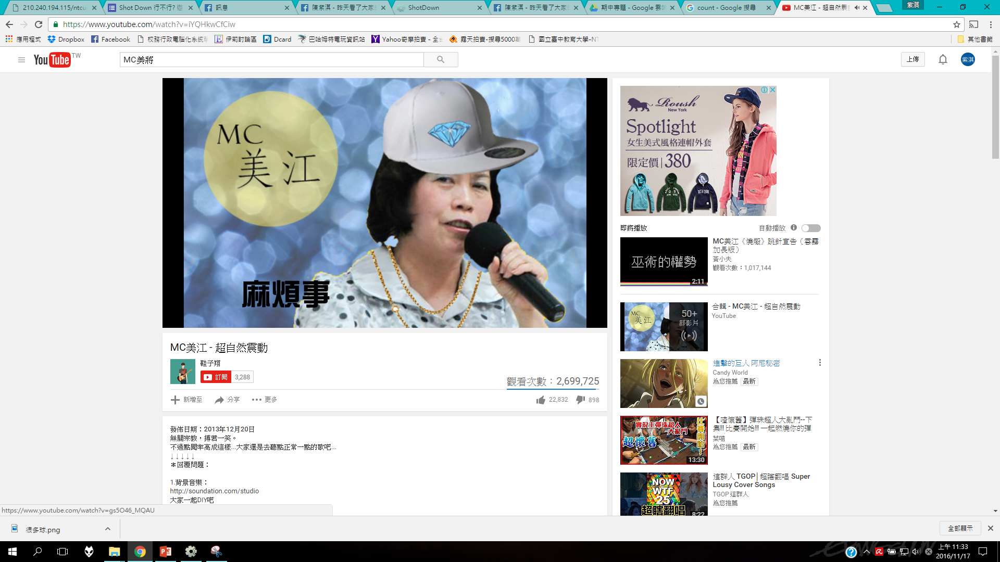 210.240.194.115/ntcu
Shot Down 行不行? 遊
訊息
陳紫淇 - 昨天看了大家的
ShotDown
陳紫淇 - 昨天看了大家的
期中專題 - Google 雲端
count - Google 搜尋
MC美江 - 超自然震動
紫淇
https://www.youtube.com/watch?v=iYQHkwCfCiw
應用程式
Dropbox
Facebook
校務行政電腦化系統學
伊莉討論區
Dcard
巴哈姆特電玩資訊站
Yahoo奇摩拍賣 - 全台
露天拍賣-搜尋5000萬
國立臺中教育大學-NT
其他書籤
YouTube TW
MC美將
上傳
紫淇
MC
美江
麻煩事
Roush
New York
Spotlight
女生美式風格連帽外套
限定價|380
即將播放
自動播放
巫術的權勢
2:11
MC美江《燒毀》跳針宣告（雲霧
加長版）
黃小夫
觀看次數：1,017,144
MC
美江
50+
部影片
合輯 - MC美江 - 超自然震動
YouTube
進擊的巨人 阿尼秘密
Candy World
為您推薦 最新
實況主彈珠超人
大亂鬥
超懷舊
比賽開始!
13:30
【喳懷舊】彈珠超人大亂鬥--下
集!! 比賽開始!! 一起燃燒你的彈
菜喳
為您推薦 最新
NOW
WTF
25
超瞎翻唱
8:22
這群人 TGOP│超瞎翻唱 Super
Lousy Cover Songs
TGOP 這群人
為您推薦
MC美江 - 超自然震動
鞋子翔
訂閱 3,288
觀看次數：2,699,725
新增至
分享
更多
22,832
898
發佈日期：2013年12月20日
無關宗教，搏君一笑。
不過點閱率高成這樣...大家還是去聽點正常一點的歌吧...
↓↓↓↓↓
＊回覆問題：
1.背景音樂：
http://soundation.com/studio
大家一起DIY吧
https://www.youtube.com/watch?v=gs5O46_MQAU
很多球.png
全部顯示
上午 11:33
2016/11/17